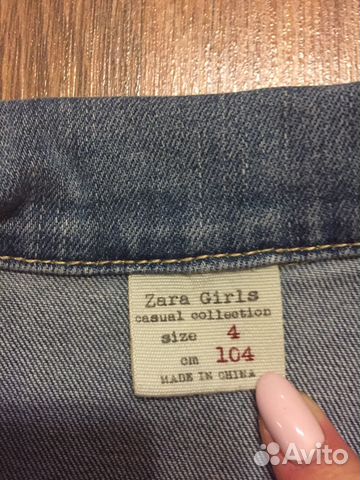 Zara Girls
casual collection
size 4
cm 104
MADE IN CHINA
Avito